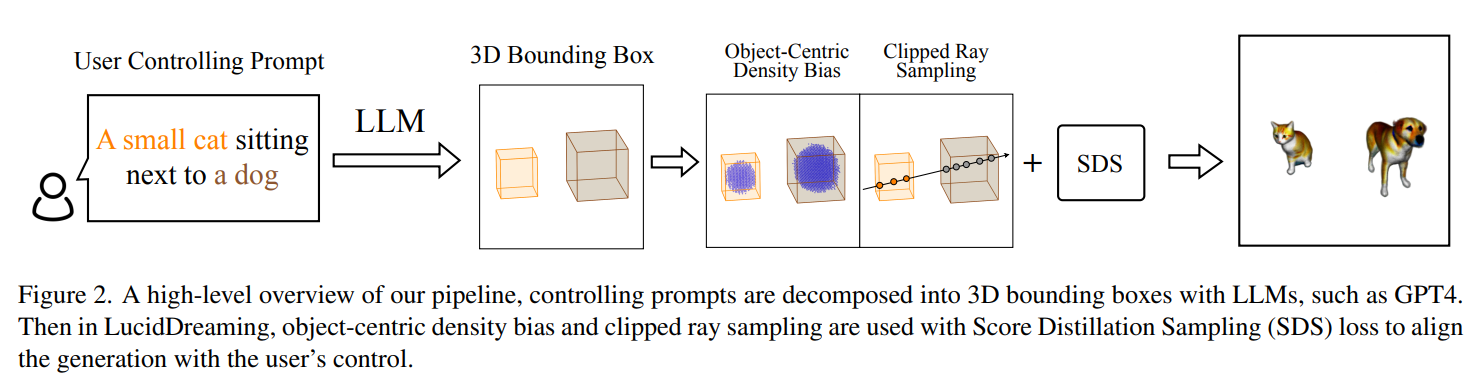 User Controlling Prompt
A small cat sitting
next to a dog
LLM
3D Bounding Box
Object-Centric
Density Bias
Clipped Ray
Sampling
+
SDS
Figure 2. A high-level overview of our pipeline, controlling prompts are decomposed into 3D bounding boxes with LLMs, such as GPT4.
Then in LucidDreaming, object-centric density bias and clipped ray sampling are used with Score Distillation Sampling (SDS) loss to align
the generation with the user’s control.